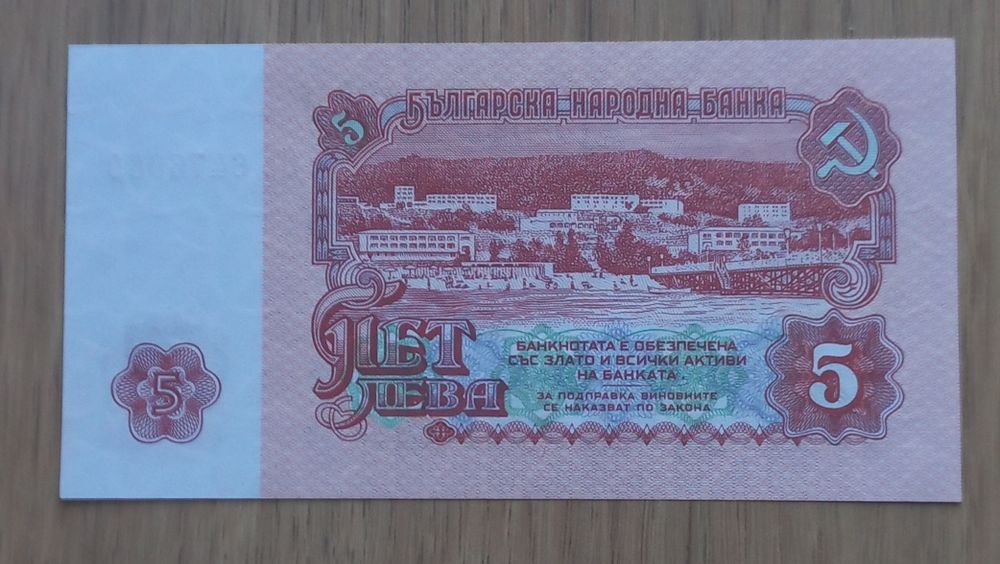 5
БЪЛГАРСКА НАРОДНА БАНКА
ПЕТ
ЛЕВА
БАНКНОТАТА Е ОБЕЗПЕЧЕНА
СЪС ЗЛАТО И ВСИЧКИ АКТИВИ
НА БАНКАТА.
ЗА ПОДПРАВКА ВИНОВНИТЕ
СЕ НАКАЗВАТ ПО ЗАКОНА
5
5